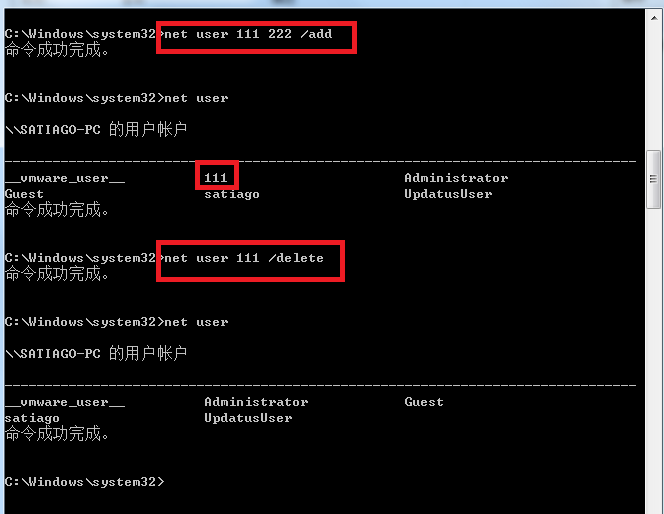 C:\Windows\system32>net user 111 222 /add
命令成功完成。
C:\Windows\system32>net user
\\SATIAGO-PC 的用户帐户
-------------------------------------------------------------------------------
__vmware_user__          111                      Administrator
Guest                    satiago                  UpdatusUser
命令成功完成。
C:\Windows\system32>net user 111 /delete
命令成功完成。
C:\Windows\system32>net user
\\SATIAGO-PC 的用户帐户
-------------------------------------------------------------------------------
__vmware_user__          Administrator            Guest
satiago                  UpdatusUser
命令成功完成。
C:\Windows\system32>